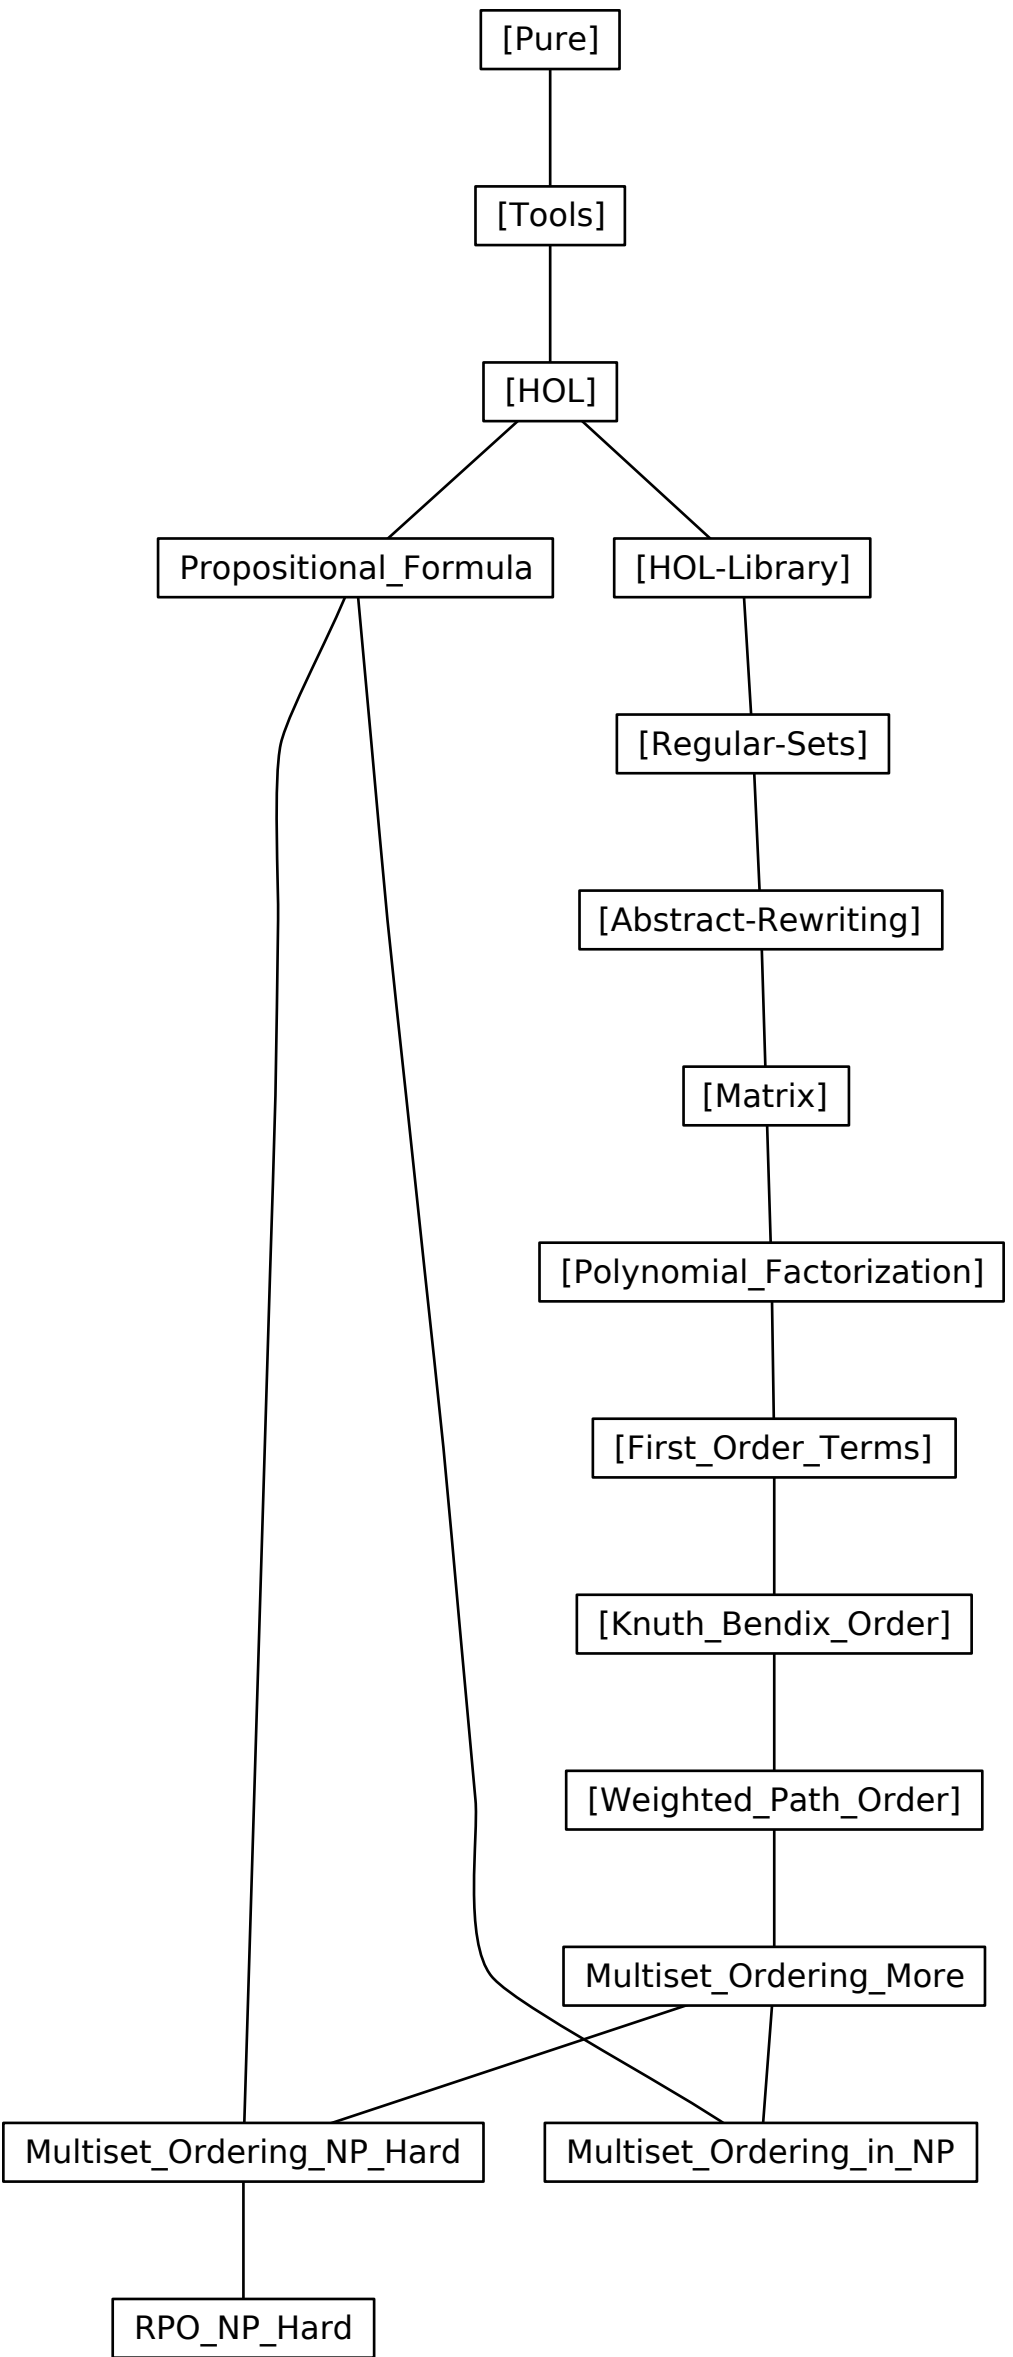 [Pure]
[Tools]
[HOL]
Propositional_Formula
[HOL-Library]
[Regular-Sets]
[Abstract-Rewriting]
[Matrix]
[Polynomial_Factorization]
[First_Order_Terms]
[Knuth_Bendix_Order]
[Weighted_Path_Order]
Multiset_Ordering_More
Multiset_Ordering_NP_Hard
Multiset_Ordering_in_NP
RPO_NP_Hard